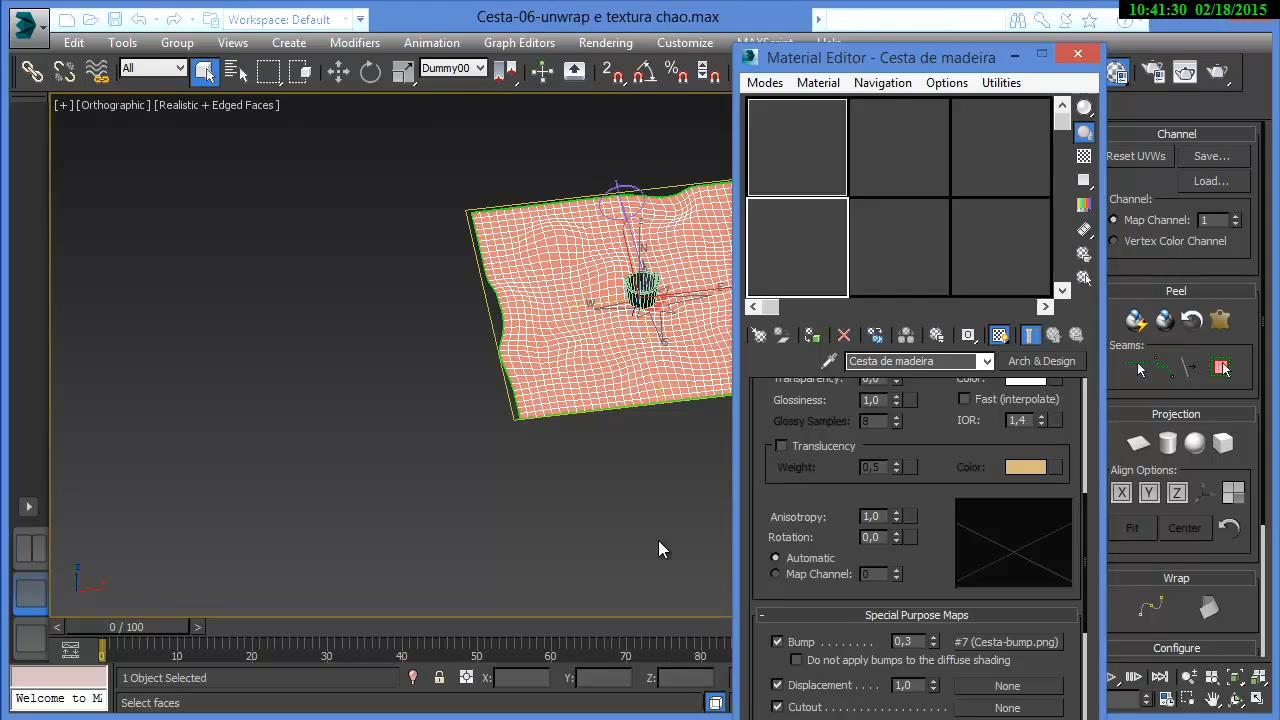 10:41:30 02/18/2015
Workspace: Default
Cesta-06-unwrap e textura chao.max
Edit Tools Group Views Create Modifiers Animation Graph Editors Rendering Customize
All
Dummy00
[+] [Orthographic] [Realistic + Edged Faces]
Material Editor - Cesta de madeira
Modes Material Navigation Options Utilities
Cesta de madeira
Arch & Design
Transparency: 0,0 Color:
Glossiness: 1,0 Fast (interpolate)
Glossy Samples: 8 IOR: 1,4
Translucency
Weight: 0,5 Color:
Anisotropy: 1,0
Rotation: 0,0
Automatic
Map Channel: 0
- Special Purpose Maps
Bump . . . . . . . . 0,3 #7 (Cesta-bump.png)
Do not apply bumps to the diffuse shading
Displacement . . . . 1,0 None
Cutout . . . . . . . . . . . . . . . . . . . . None
- Channel
Reset UVWs Save...
Load...
Channel:
Map Channel: 1
Vertex Color Channel
- Peel
Seams:
- Projection
Align Options:
X Y Z
Fit Center
- Wrap
- Configure
0 / 100
0 10 20 30 40 50 60 70 80
1 Object Selected
X: Y: Z:
Welcome to M
Select faces